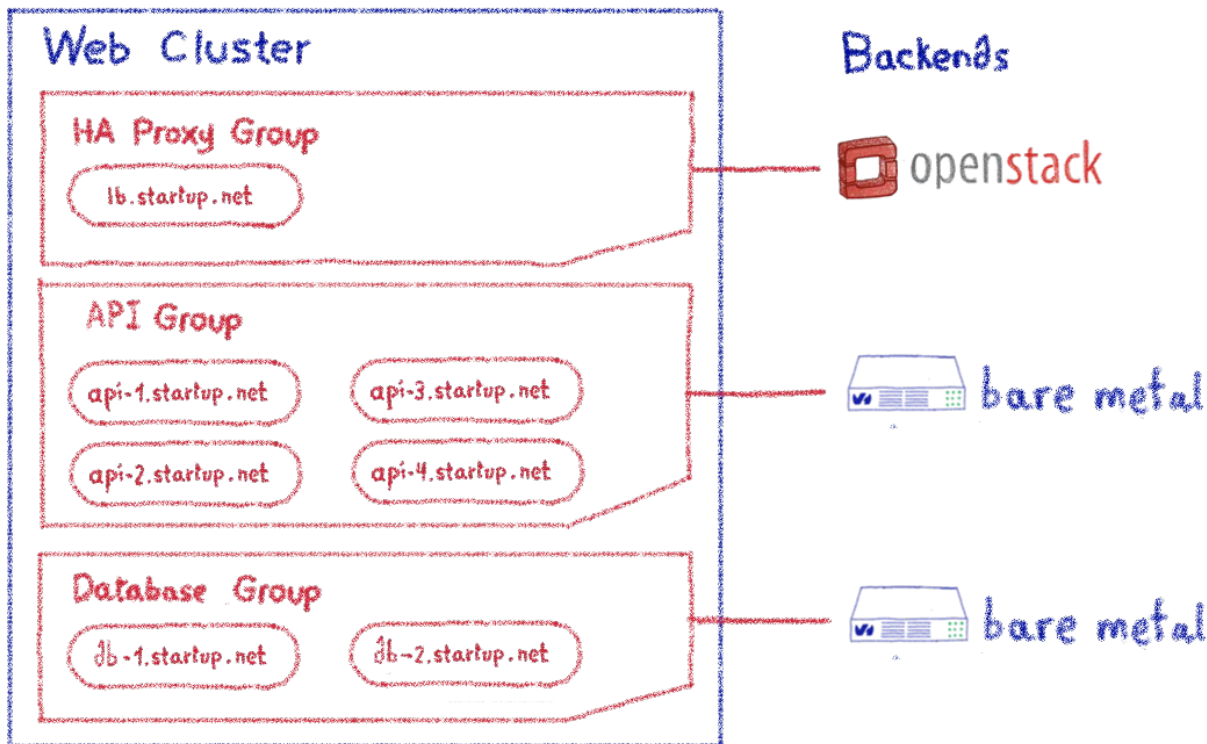 Web Cluster
Backends
HA Proxy Group
lb.startup.net
openstack
API Group
api-1.startup.net
api-3.startup.net
bare metal
api-2.startup.net
api-4.startup.net
Database Group
db-1.startup.net
db-2.startup.net
bare metal